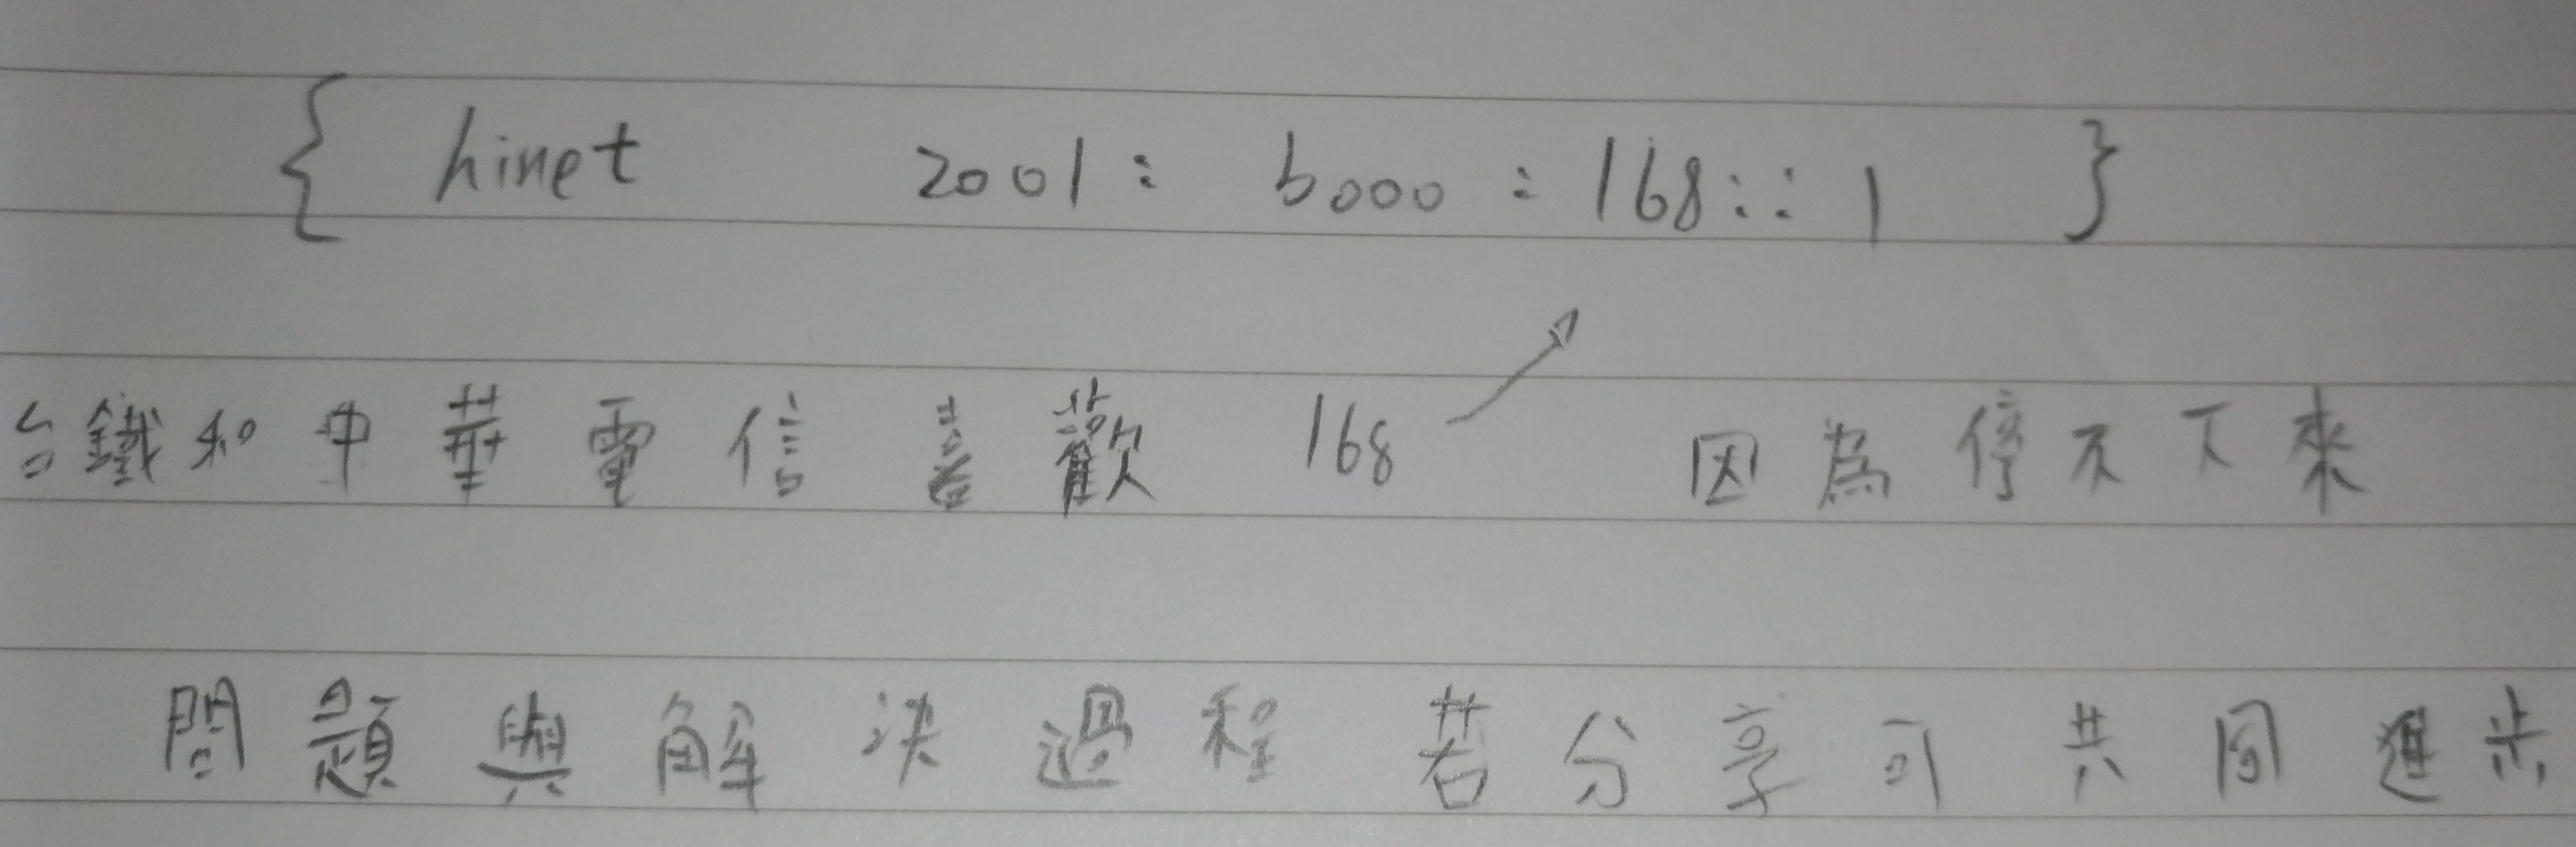 { hinet 2001 : b000 : 168 :: 1 }
台鐵和中華電信 喜歡 168 ↗ 因為停不下來
問題與解決過程 若分享可共同進步